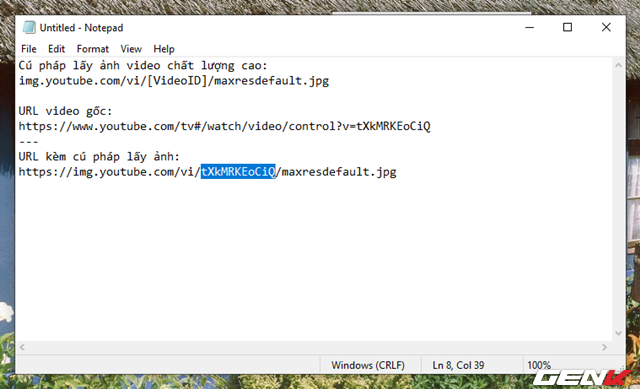 Untitled - Notepad
File Edit Format View Help
Cú pháp lấy ảnh video chất lượng cao:
img.youtube.com/vi/[VideoID]/maxresdefault.jpg
URL video gốc:
https://www.youtube.com/tv#/watch/video/control?v=tXkMRKEoCiQ
---
URL kèm cú pháp lấy ảnh:
https://img.youtube.com/vi/tXkMRKEoCiQ/maxresdefault.jpg
Windows (CRLF) Ln 8, Col 39 100%
GENK